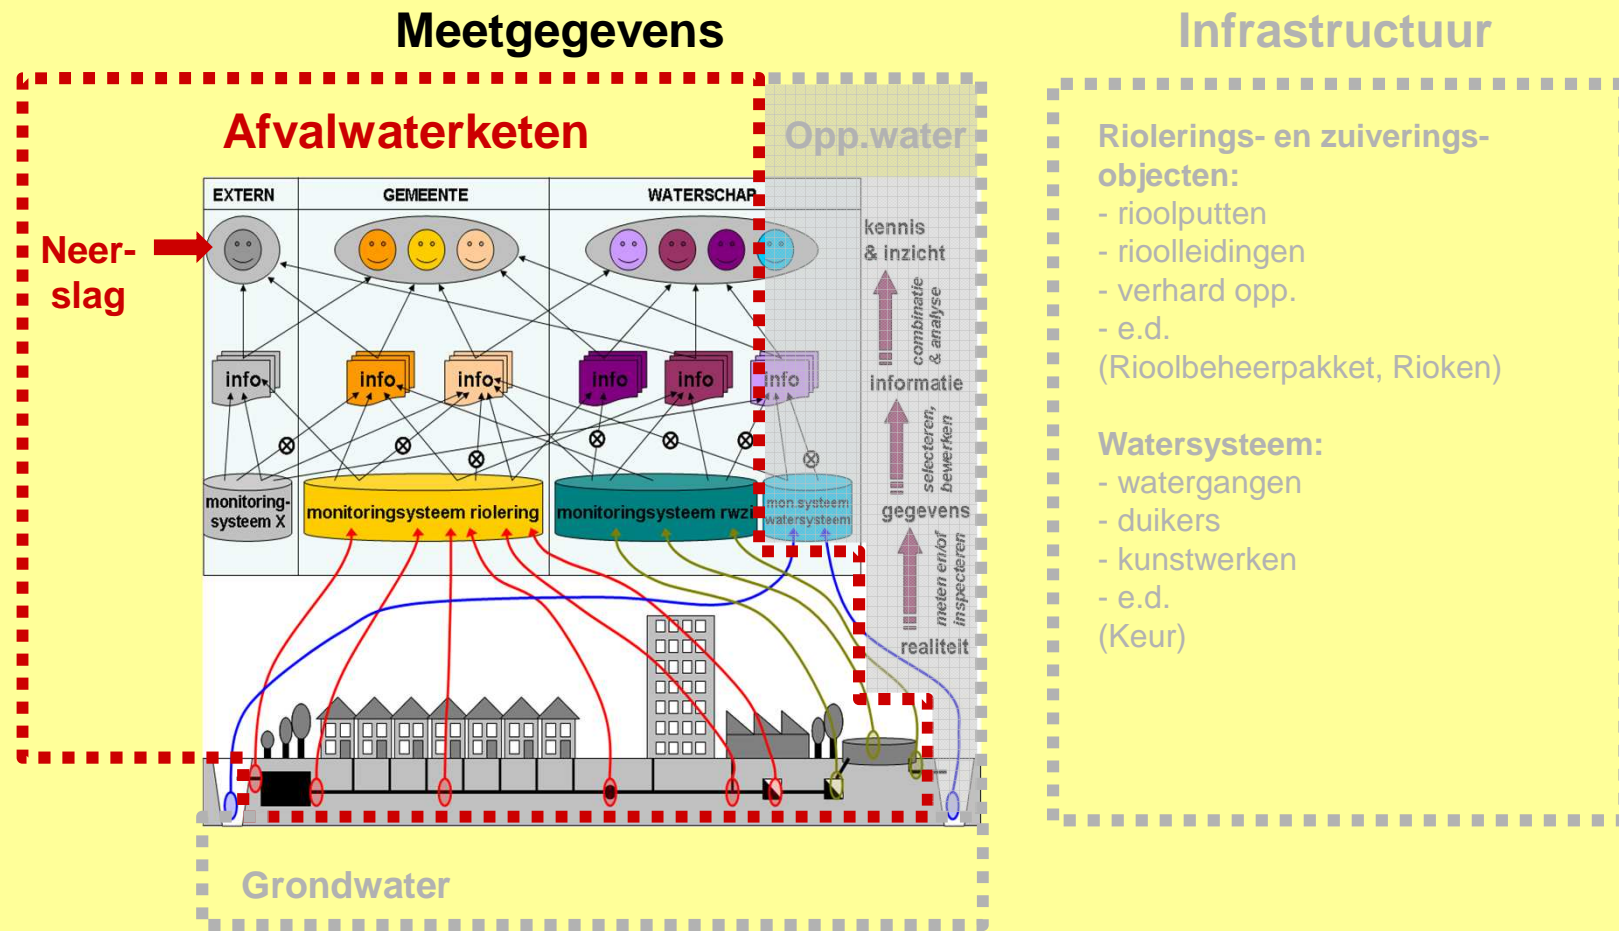 Meetgegevens
Infrastructuur
Afvalwaterketen
Opp.water
Neer-
slag
EXTERN
GEMEENTE
WATERSCHAP
kennis
& inzicht
combinatie
& analyse
info
info
info
info
info
info
informatie
selecteren,
bewerken
monitoring-
systeem X
monitoringsysteem riolering
monitoringsysteem rwzi
mon.systeem
watersysteem
gegevens
meten en/of
inspecteren
realiteit
Grondwater
Riolerings- en zuiverings-
objecten:
- rioolputten
- rioolleidingen
- verhard opp.
- e.d.
(Rioolbeheerpakket, Rioken)
Watersysteem:
- watergangen
- duikers
- kunstwerken
- e.d.
(Keur)